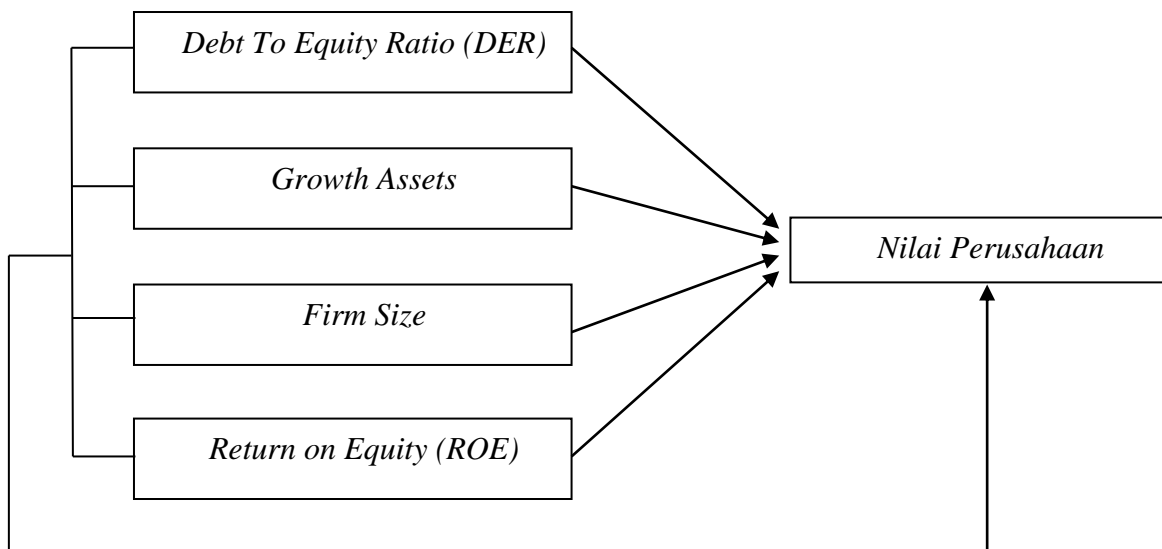 Debt To Equity Ratio (DER)
Growth Assets
Nilai Perusahaan
Firm Size
Return on Equity (ROE)